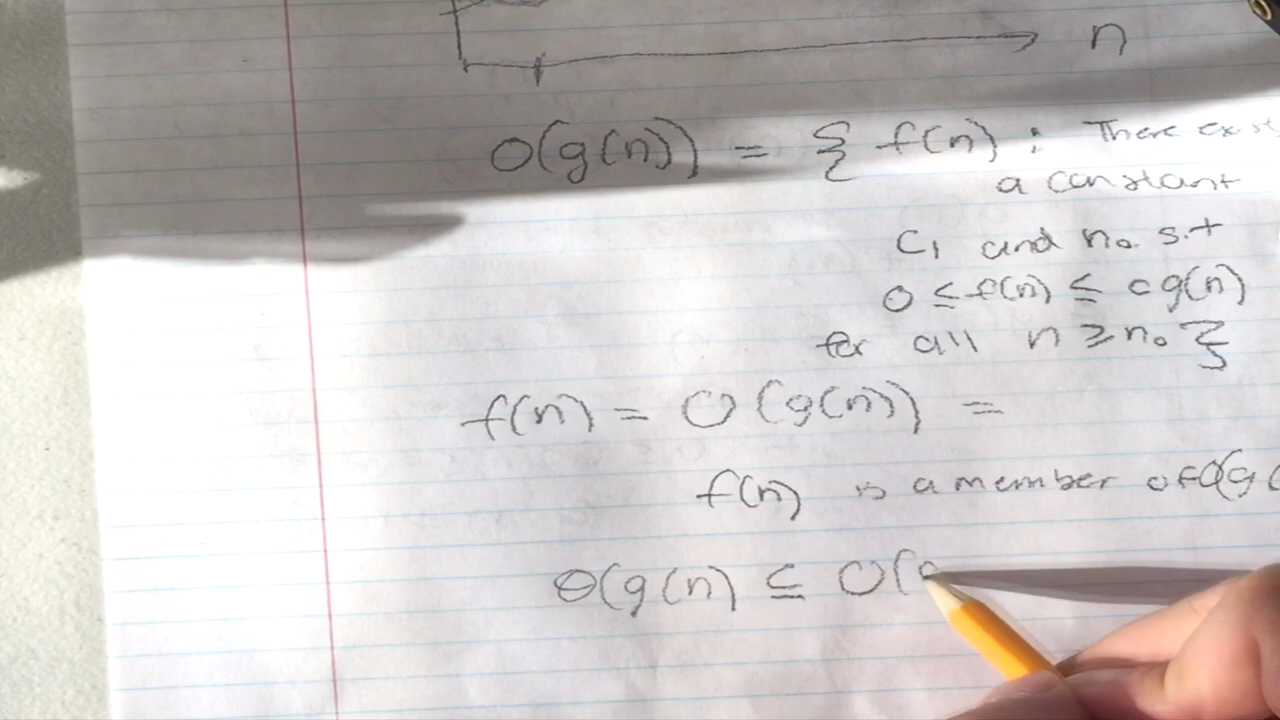 n
O(g(n)) = { f(n) : There exist
a constant
c, and n₀ s.t
0 ≤ f(n) ≤ cg(n)
for all n ≥ n₀ }
f(n) = O(g(n)) =
f(n) is a member of O(g(
Θ(g(n) ⊆ O(g